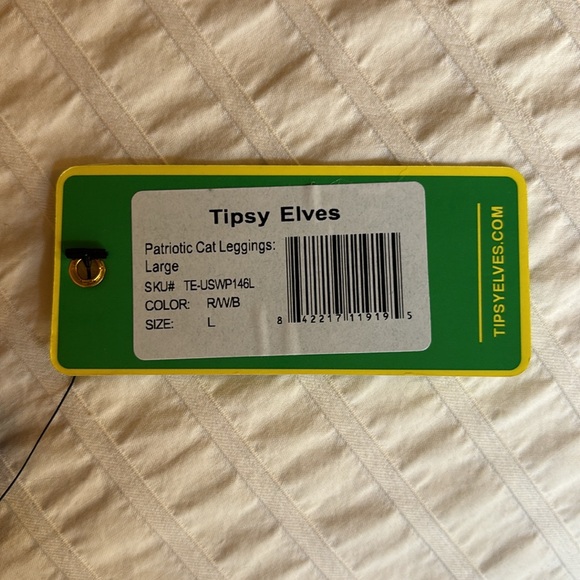 Tipsy Elves
Patriotic Cat Leggings:
Large
SKU# TE-USWP146L
COLOR: R/W/B
SIZE: L
8 42217 11919 5
TIPSYELVES.COM